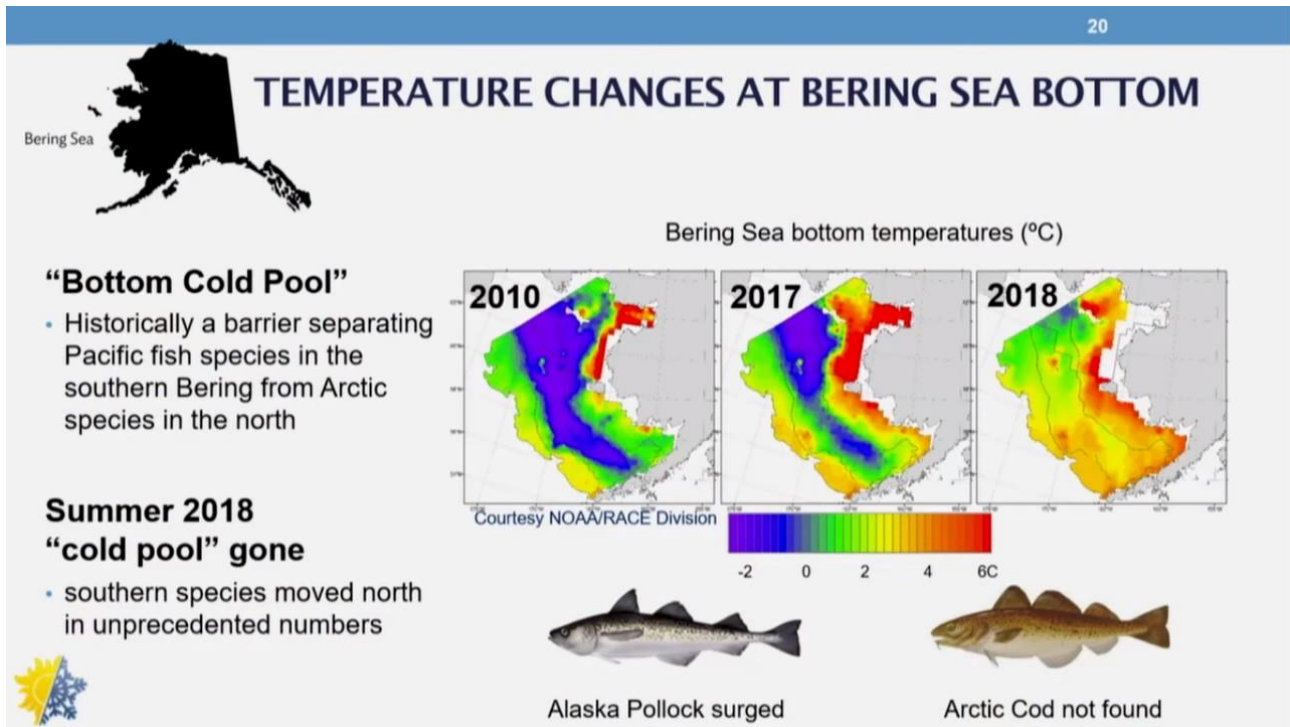 20
TEMPERATURE CHANGES AT BERING SEA BOTTOM
Bering Sea
Bering Sea bottom temperatures (ºC)
“Bottom Cold Pool”
• Historically a barrier separating
Pacific fish species in the
southern Bering from Arctic
species in the north
2010
2017
2018
Courtesy NOAA/RACE Division
-2 0 2 4 6C
Summer 2018
“cold pool” gone
• southern species moved north
in unprecedented numbers
Alaska Pollock surged
Arctic Cod not found